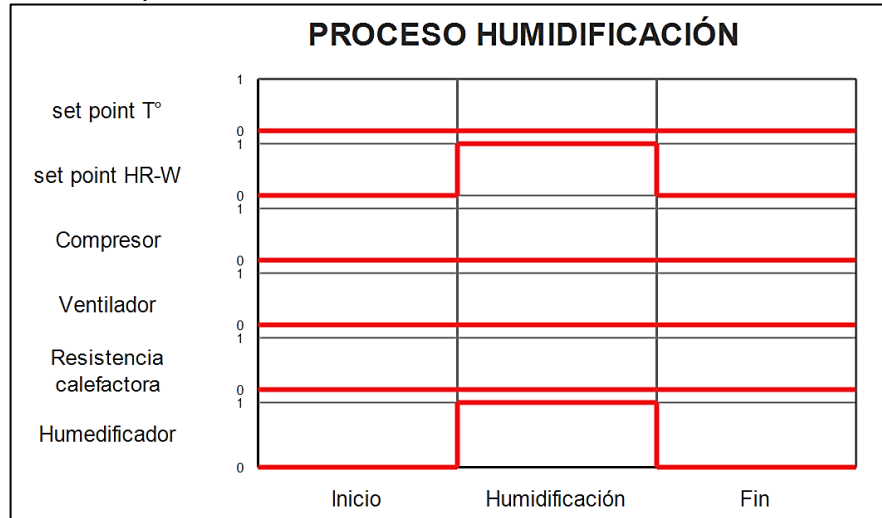 PROCESO HUMIDIFICACIÓN
1
set point T°
0
1
set point HR-W
0
1
Compresor
0
1
Ventilador
0
1
Resistencia
calefactora
0
1
Humedificador
0
Inicio Humidificación Fin